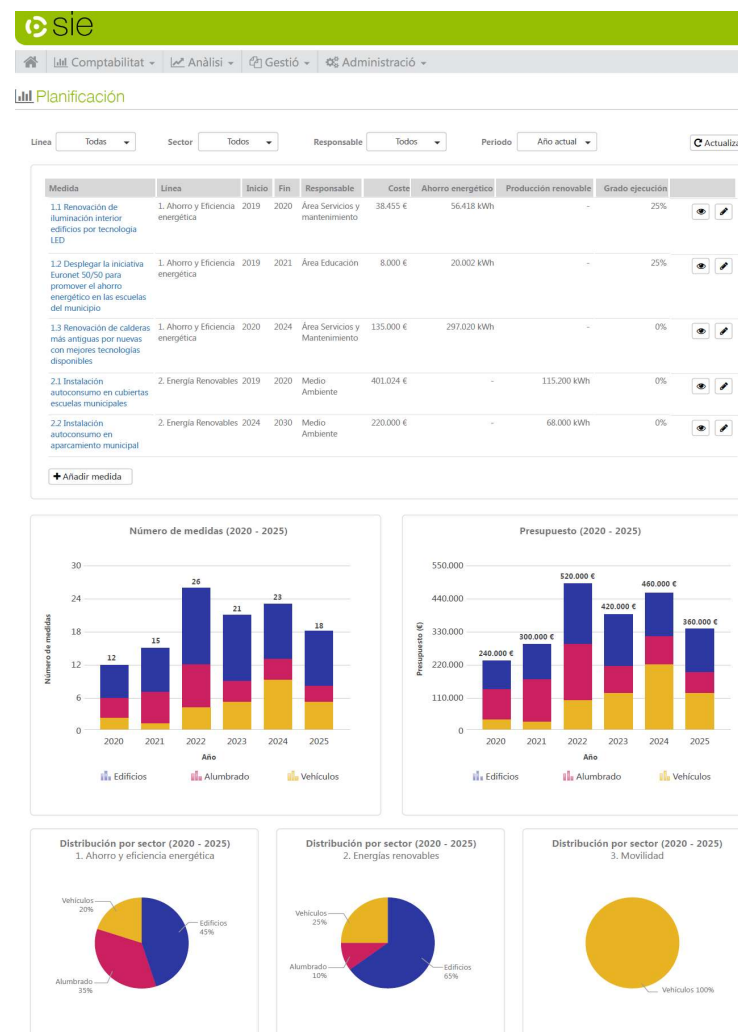 sie
Comptabilitat Anàlisi Gestió Administració
Planificación
Linea Todas Sector Todos Responsable Todos Periodo Año actual Actualiza
Medida Linea Inicio Fin Responsable Coste Ahorro energético Producción renovable Grado ejecución
1.1 Renovación de 1. Ahorro y Eficiencia 2019 2020 Área Servicios y 38.455 € 56.418 kWh - 25%
iluminación interior energética mantenimiento
edificios por tecnologia
LED
1.2 Desplegar la iniciativa 1. Ahorro y Eficiencia 2019 2021 Área Educación 8.000 € 20.002 kWh - 25%
Euronet 50/50 para energética
promover el ahorro
energético en las escuelas
del municipio
1.3 Renovación de calderas 1. Ahorro y Eficiencia 2020 2024 Área Servicios y 135.000 € 297.020 kWh - 0%
más antiguas por nuevas energética Mantenimiento
con mejores tecnologías
disponibles
2.1 Instalación 2. Energía Renovables 2019 2020 Medio 401.024 € - 115.200 kWh 0%
autoconsumo en cubiertas Ambiente
escuelas municipales
2.2 Instalación 2. Energía Renovables 2024 2030 Medio 220.000 € - 68.000 kWh 0%
autoconsumo en Ambiente
aparcamiento municipal
Añadir medida
Número de medidas (2020 - 2025)
30
24
18
12
6
0
Número de medidas
12 15 26 21 23 18
2020 2021 2022 2023 2024 2025
Año
Edificios Alumbrado Vehículos
Presupuesto (2020 - 2025)
550.000
440.000
330.000
220.000
110.000
0
Presupuesto (€)
240.000 € 300.000 € 520.000 € 420.000 € 460.000 € 360.000 €
2020 2021 2022 2023 2024 2025
Año
Edificios Alumbrado Vehículos
Distribución por sector (2020 - 2025)
1. Ahorro y eficiencia energética
Vehículos
20%
Edificios
45%
Alumbrado
35%
Distribución por sector (2020 - 2025)
2. Energías renovables
Vehículos
25%
Alumbrado
10%
Edificios
65%
Distribución por sector (2020 - 2025)
3. Movilidad
Vehículos 100%